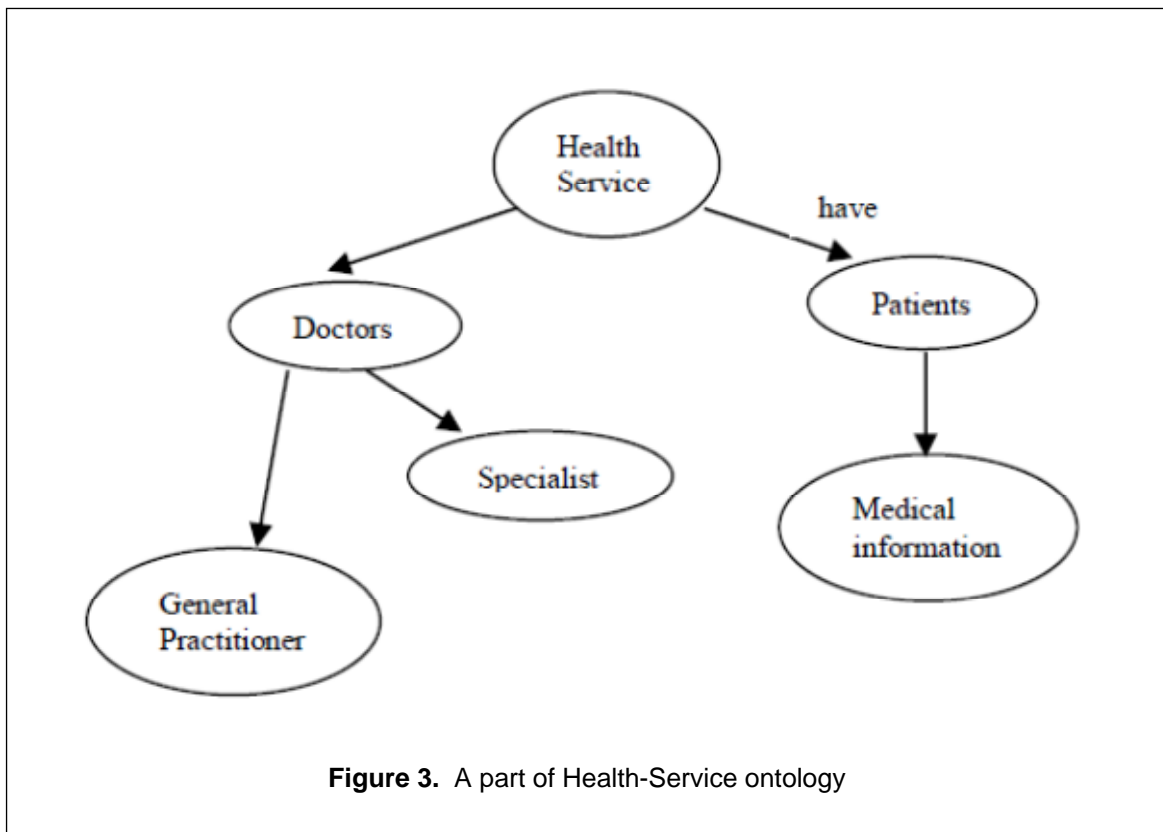 Health
Service
have
Doctors
Patients
Specialist
Medical
information
General
Practitioner
Figure 3. A part of Health-Service ontology